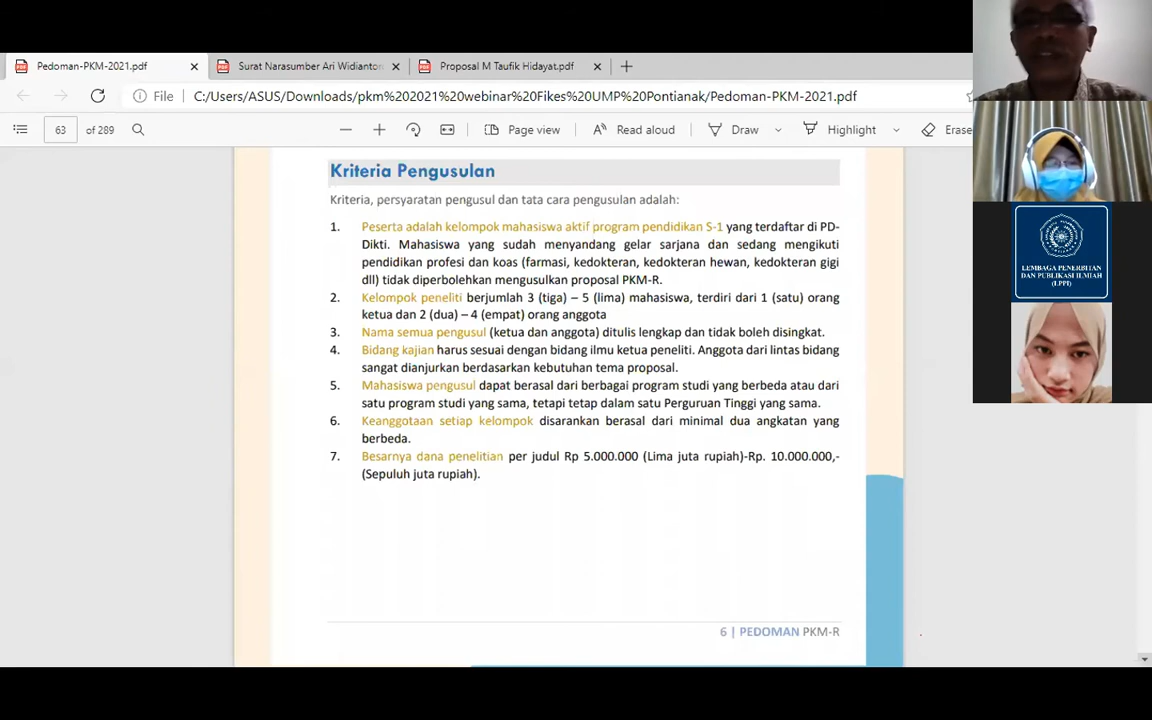 Pedoman-PKM-2021.pdf
Surat Narasumber Ari Widianto
Proposal M Taufik Hidayat.pdf
File
C:/Users/ASUS/Downloads/pkm%202021%20webinar%20Fikes%20UMP%20Pontianak/Pedoman-PKM-2021.pdf
63 of 289
Page view
Read aloud
Draw
Highlight
Erase
Kriteria Pengusulan
Kriteria, persyaratan pengusul dan tata cara pengusulan adalah:
1. Peserta adalah kelompok mahasiswa aktif program pendidikan S-1 yang terdaftar di PD-
Dikti. Mahasiswa yang sudah menyandang gelar sarjana dan sedang mengikuti
pendidikan profesi dan koas (farmasi, kedokteran, kedokteran hewan, kedokteran gigi
dll) tidak diperbolehkan mengusulkan proposal PKM-R.
2. Kelompok peneliti berjumlah 3 (tiga) – 5 (lima) mahasiswa, terdiri dari 1 (satu) orang
ketua dan 2 (dua) – 4 (empat) orang anggota
3. Nama semua pengusul (ketua dan anggota) ditulis lengkap dan tidak boleh disingkat.
4. Bidang kajian harus sesuai dengan bidang ilmu ketua peneliti. Anggota dari lintas bidang
sangat dianjurkan berdasarkan kebutuhan tema proposal.
5. Mahasiswa pengusul dapat berasal dari berbagai program studi yang berbeda atau dari
satu program studi yang sama, tetapi tetap dalam satu Perguruan Tinggi yang sama.
6. Keanggotaan setiap kelompok disarankan berasal dari minimal dua angkatan yang
berbeda.
7. Besarnya dana penelitian per judul Rp 5.000.000 (Lima juta rupiah)-Rp. 10.000.000,-
(Sepuluh juta rupiah).
6 | PEDOMAN PKM-R
LEMBAGA PENERBITAN
DAN PUBLIKASI ILMIAH
(LPPI)